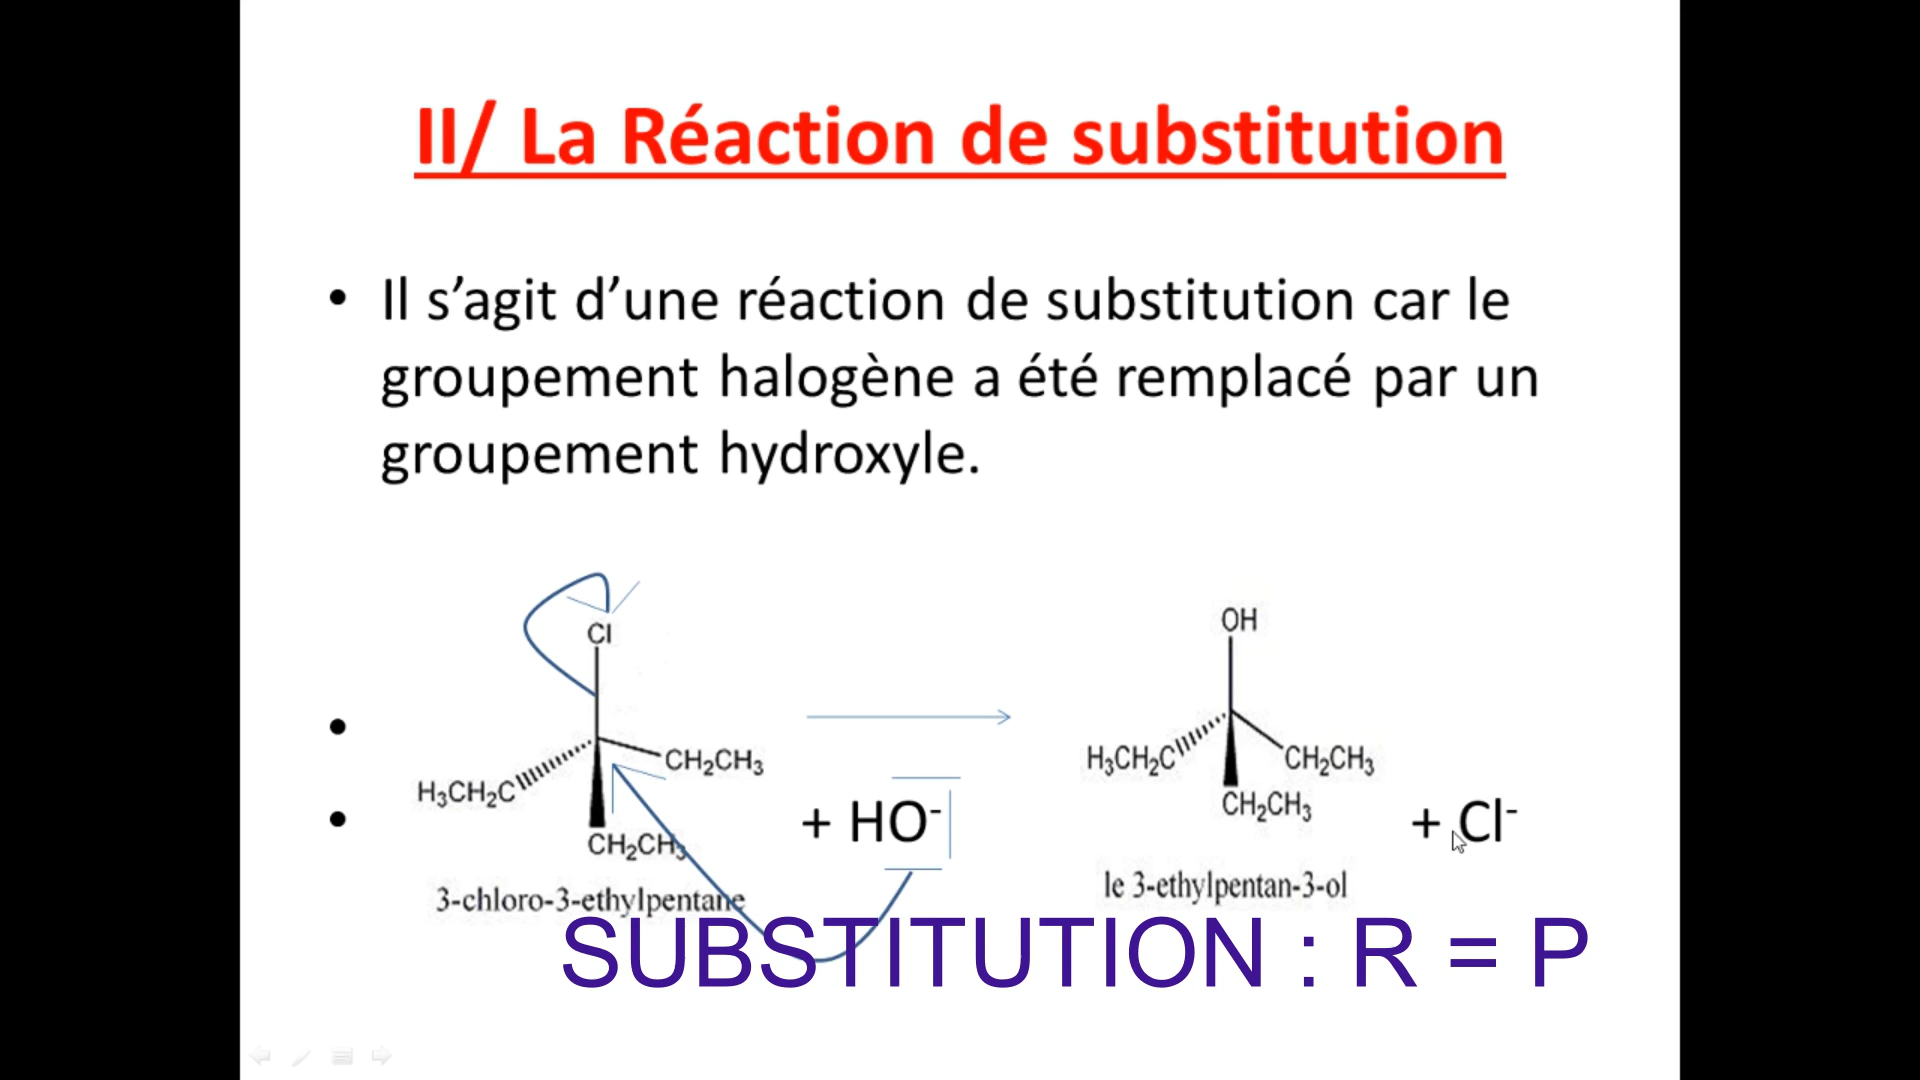 II/ La Réaction de substitution
• Il s’agit d’une réaction de substitution car le
groupement halogène a été remplacé par un
groupement hydroxyle.
Cl
H₃CH₂C
CH₂CH₃
CH₂CH₃
+ HO⁻
3-chloro-3-ethylpentane
OH
H₃CH₂C
CH₂CH₃
CH₂CH₃
+ Cl⁻
le 3-ethylpentan-3-ol
SUBSTITUTION : R = P